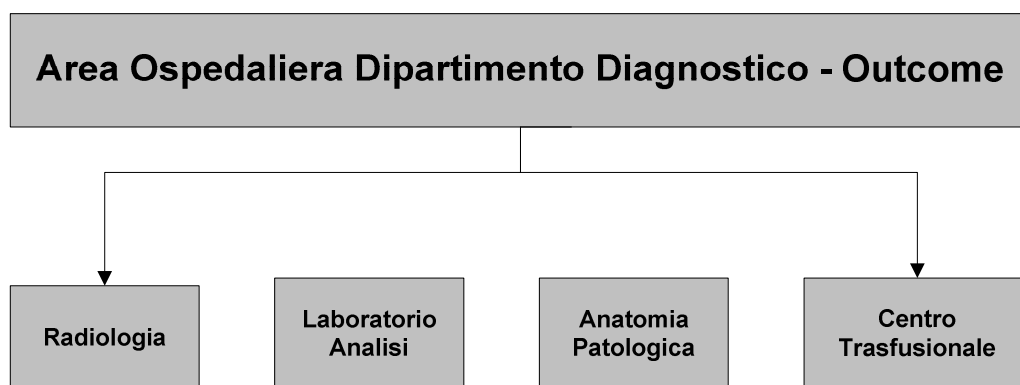 Area Ospedaliera Dipartimento Diagnostico - Outcome
Radiologia
Laboratorio
Analisi
Anatomia
Patologica
Centro
Trasfusionale